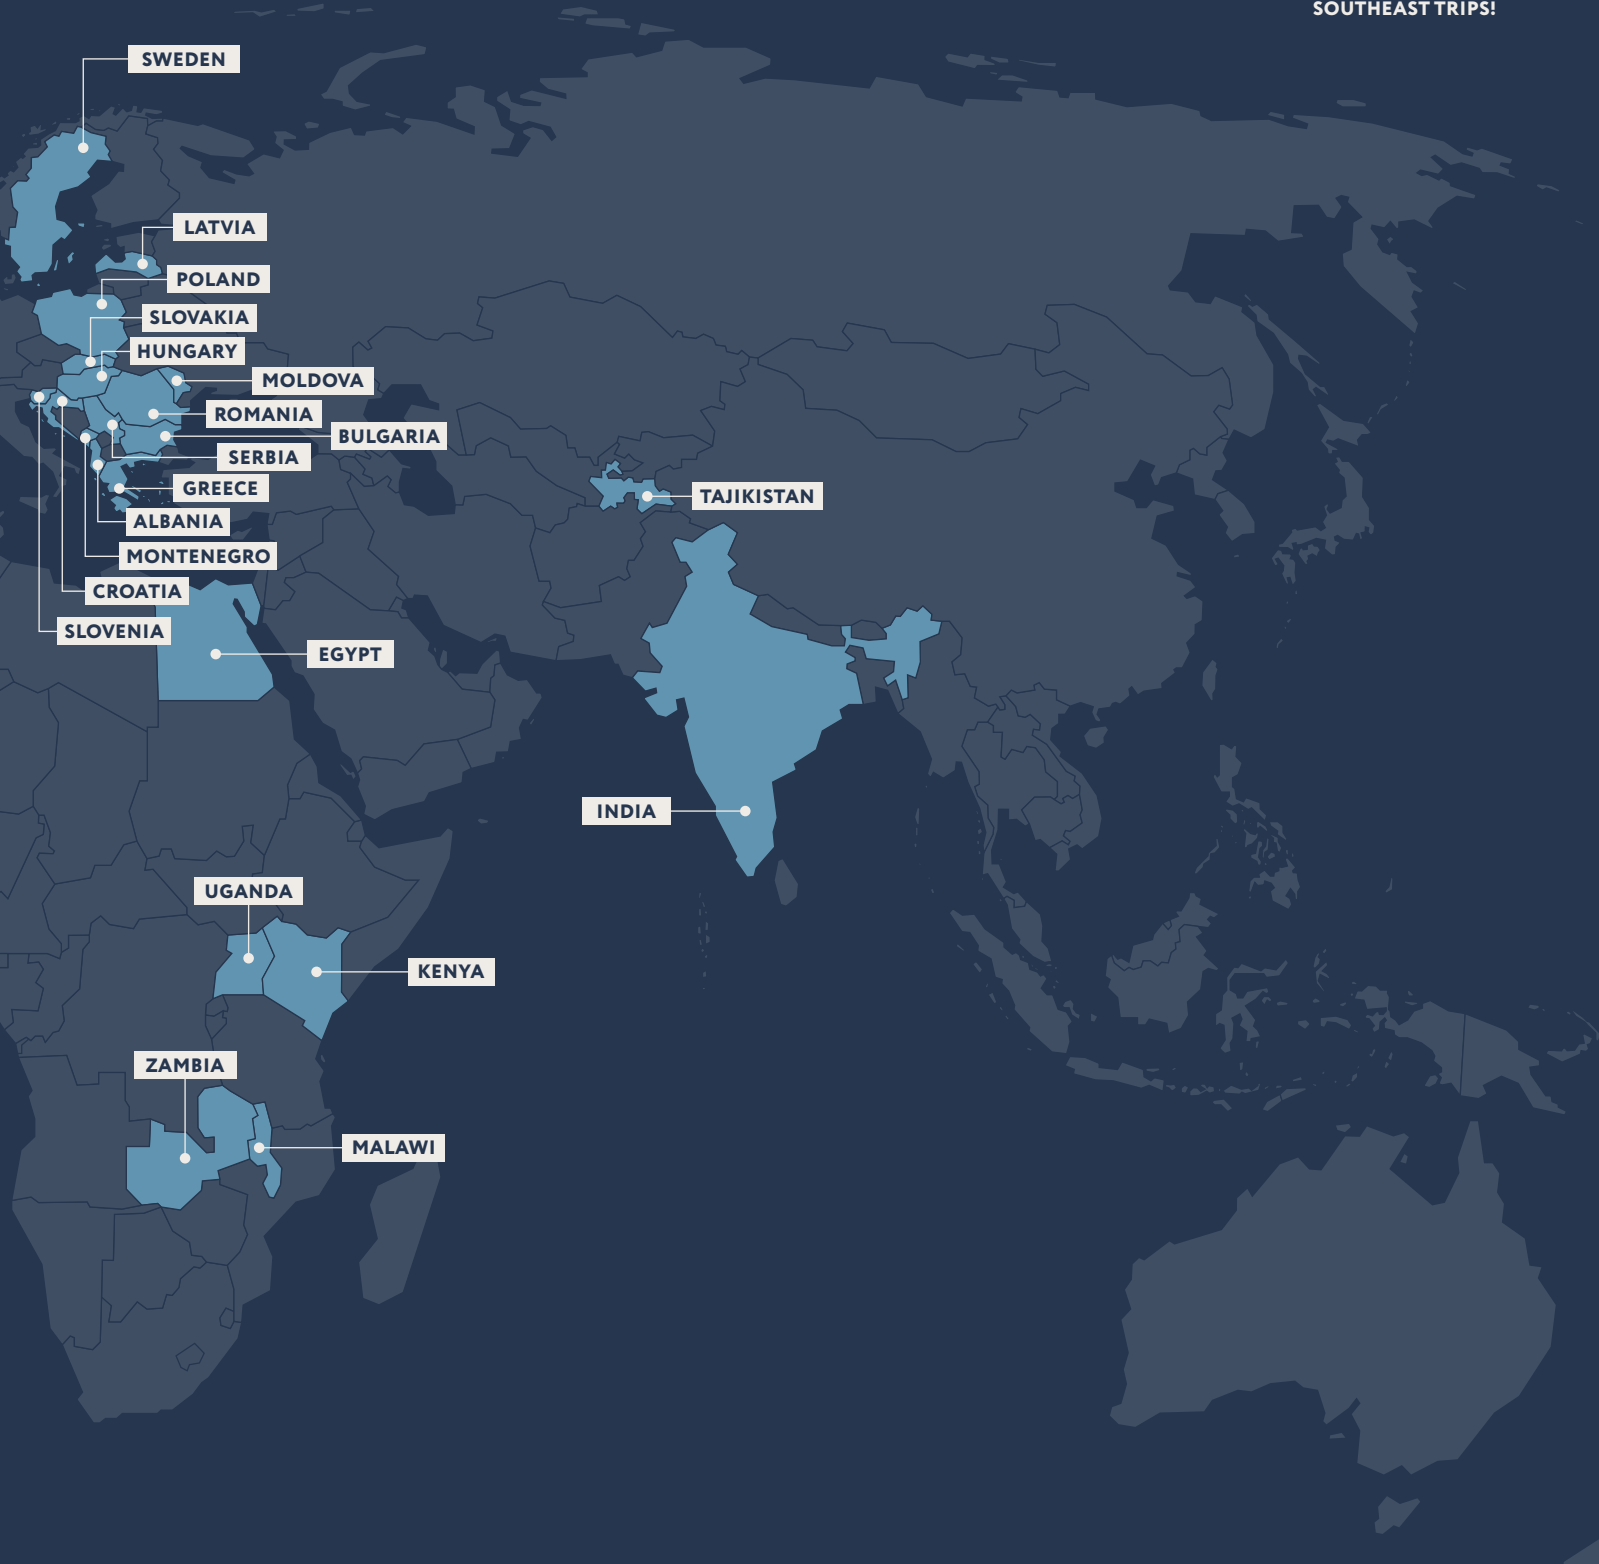 SOUTHEAST TRIPS!
SWEDEN
LATVIA
POLAND
SLOVAKIA
HUNGARY
MOLDOVA
ROMANIA
BULGARIA
SERBIA
GREECE
TAJIKISTAN
ALBANIA
MONTENEGRO
CROATIA
SLOVENIA
EGYPT
INDIA
UGANDA
KENYA
ZAMBIA
MALAWI